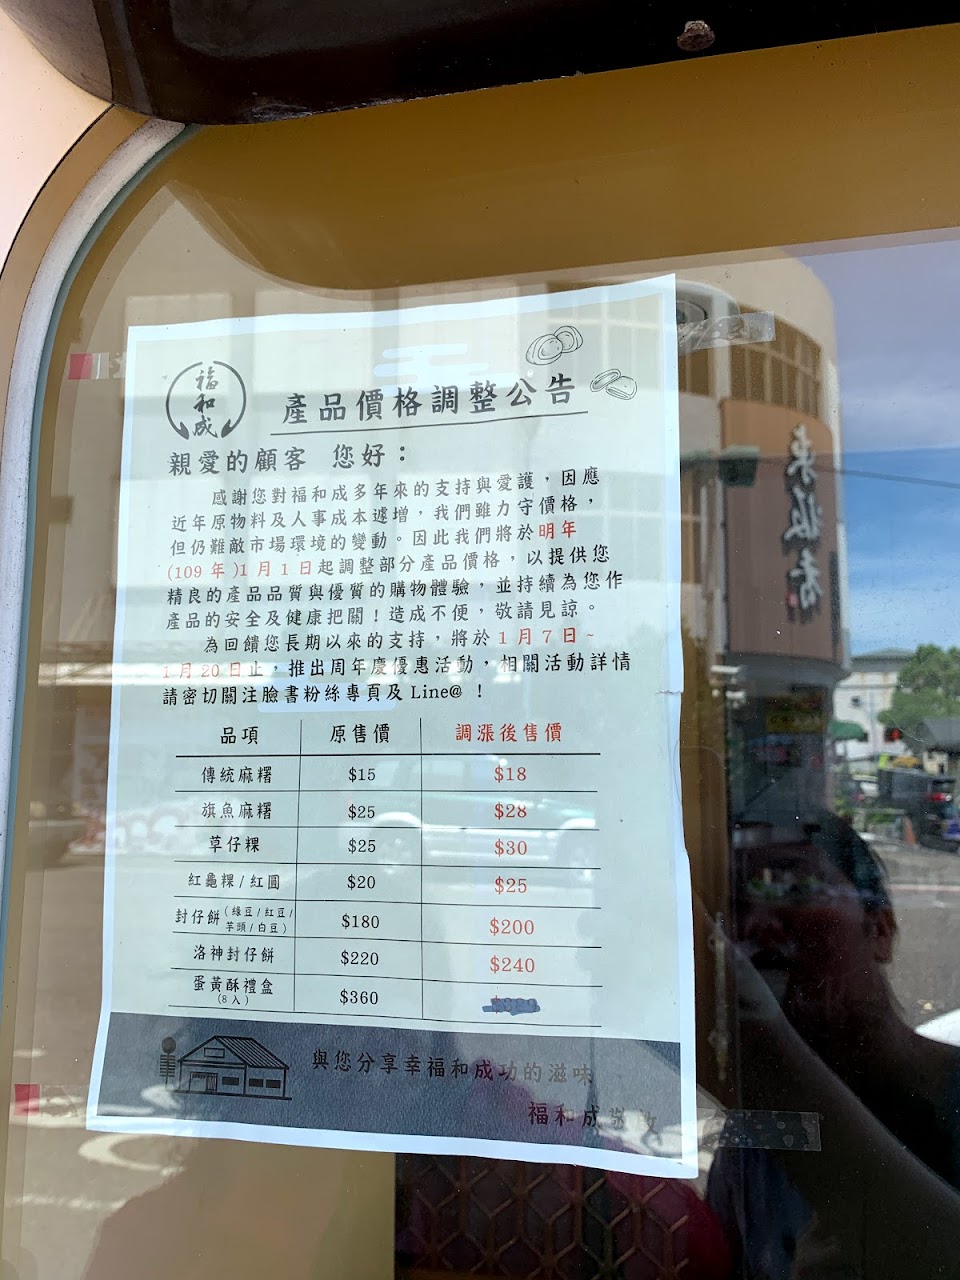 福和成
產品價格調整公告
親愛的顧客 您好：
感謝您對福和成多年來的支持與愛護，因應
近年原物料及人事成本遽增，我們雖力守價格，
但仍難敵市場環境的變動。因此我們將於明年
(109年)1月1日起調整部分產品價格，以提供您
精良的產品品質與優質的購物體驗，並持續為您作
產品的安全及健康把關！造成不便，敬請見諒。
為回饋您長期以來的支持，將於1月7日~
1月20日止，推出周年慶優惠活動，相關活動詳情
請密切關注臉書粉絲專頁及Line@！
品項 原售價 調漲後售價
傳統麻糬 $15 $18
旗魚麻糬 $25 $28
草仔粿 $25 $30
紅龜粿/紅圓 $20 $25
封仔餅(綠豆/紅豆/芋頭/白豆) $180 $200
洛神封仔餅 $220 $240
蛋黃酥禮盒(8入) $360
與您分享幸福和成功的滋味
福和成敬啟